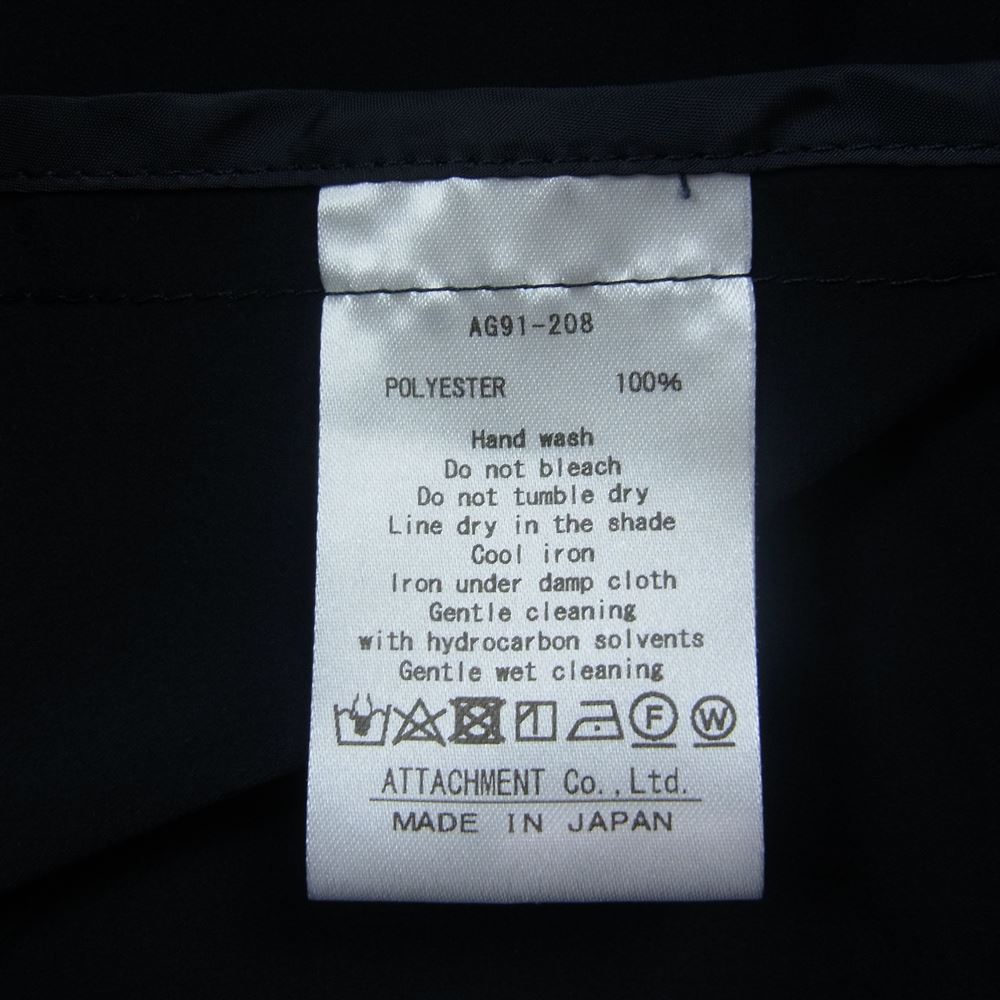 AG91-208
POLYESTER 100%
Hand wash
Do not bleach
Do not tumble dry
Line dry in the shade
Cool iron
Iron under damp cloth
Gentle cleaning
with hydrocarbon solvents
Gentle wet cleaning
F W
ATTACHMENT Co.,Ltd.
MADE IN JAPAN